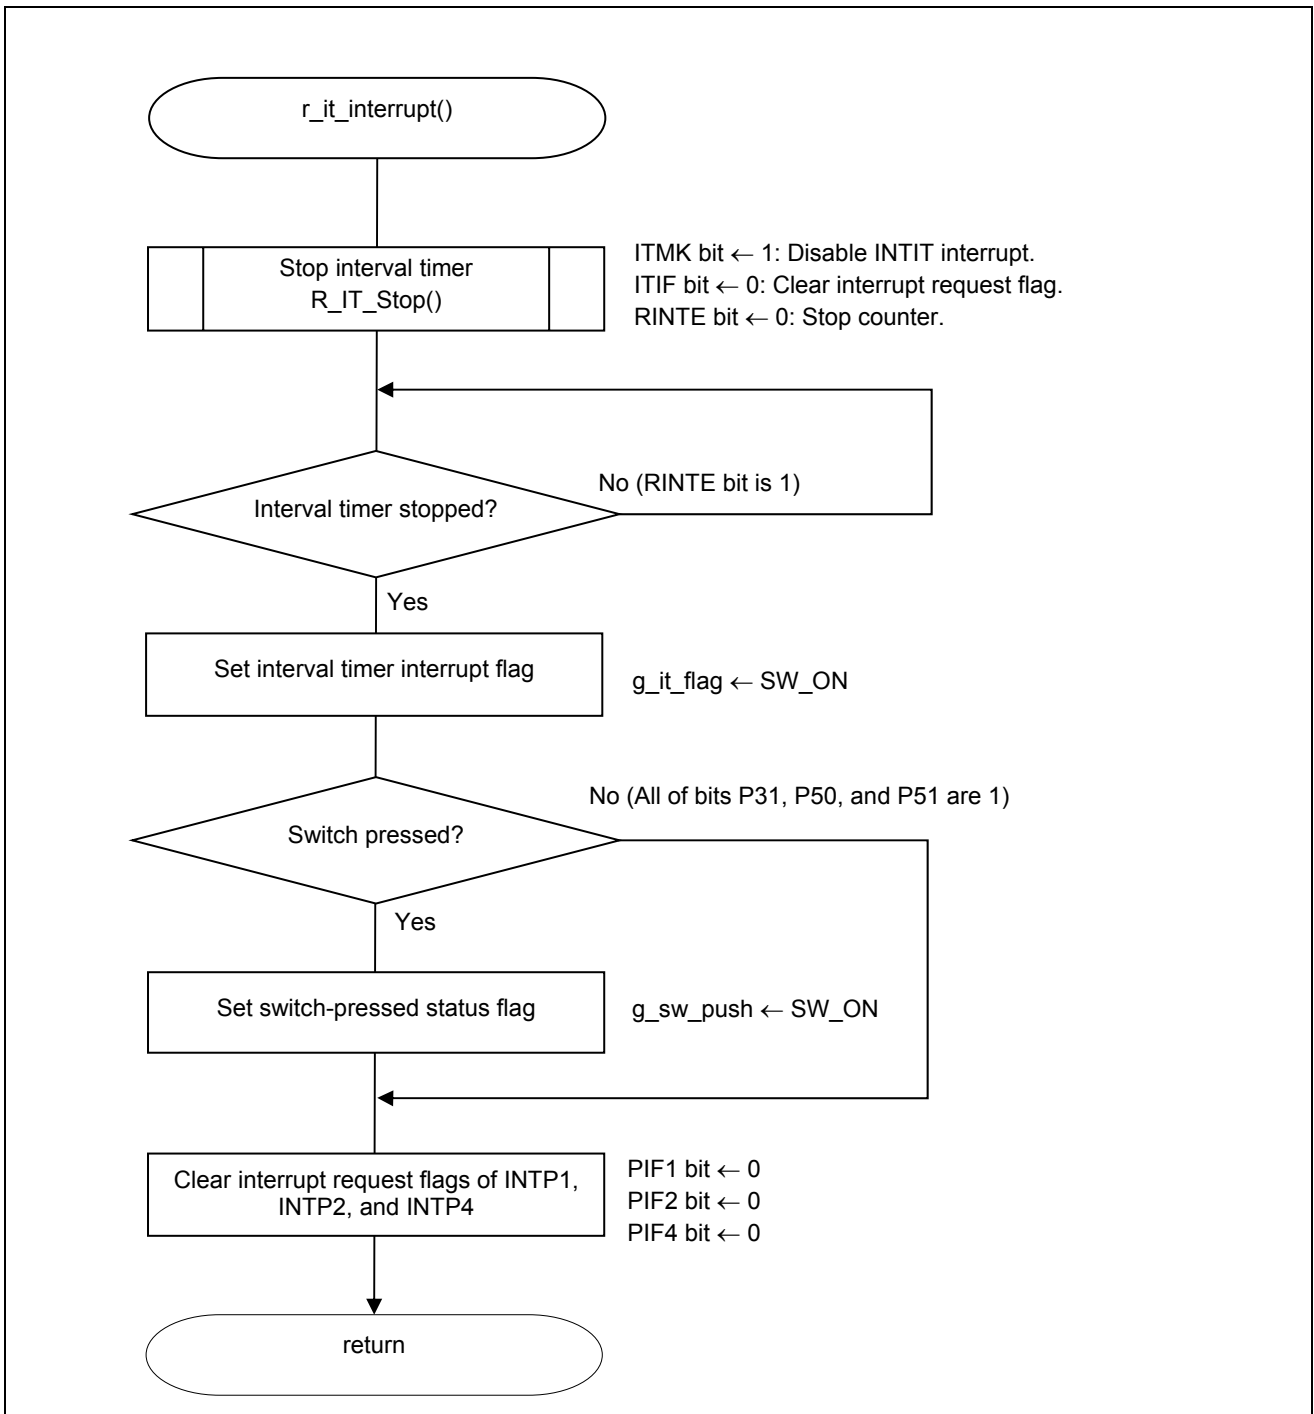 r_it_interrupt()
Stop interval timer
R_IT_Stop()
ITMK bit ← 1: Disable INTIT interrupt.
ITIF bit ← 0: Clear interrupt request flag.
RINTE bit ← 0: Stop counter.
No (RINTE bit is 1)
Interval timer stopped?
Yes
Set interval timer interrupt flag
g_it_flag ← SW_ON
No (All of bits P31, P50, and P51 are 1)
Switch pressed?
Yes
Set switch-pressed status flag
g_sw_push ← SW_ON
Clear interrupt request flags of INTP1,
INTP2, and INTP4
PIF1 bit ← 0
PIF2 bit ← 0
PIF4 bit ← 0
return